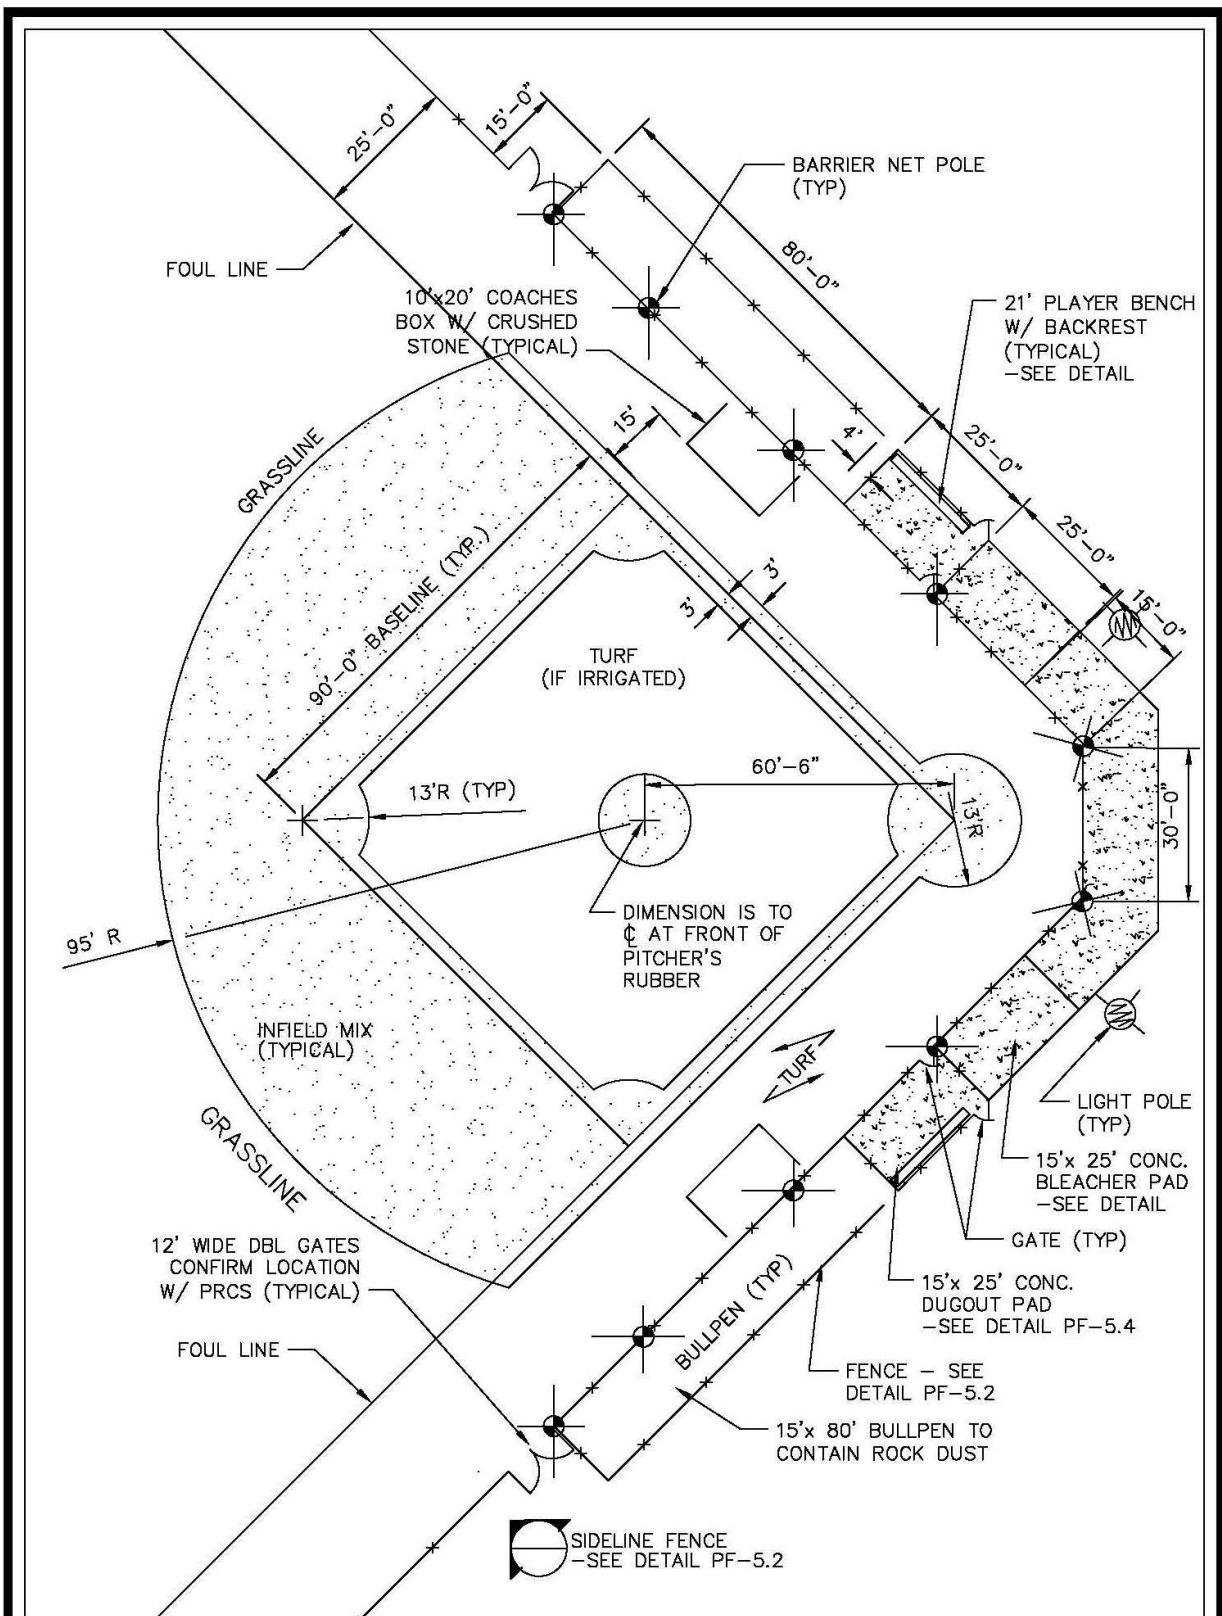 15'-0"
25'-0"
BARRIER NET POLE
(TYP)
FOUL LINE
80'-0"
10'x20' COACHES
BOX W/ CRUSHED
STONE (TYPICAL)
21' PLAYER BENCH
W/ BACKREST
(TYPICAL)
-SEE DETAIL
15'
4'
25'-0"
GRASSLINE
25'-0"
90'-0" BASELINE (TYP.)
3'
3'
15'-0"
TURF
(IF IRRIGATED)
60'-6"
13'R (TYP)
13'R
30'-0"
95' R
DIMENSION IS TO
℄ AT FRONT OF
PITCHER'S
RUBBER
INFIELD MIX
(TYPICAL)
TURF
GRASSLINE
LIGHT POLE
(TYP)
15'x 25' CONC.
BLEACHER PAD
-SEE DETAIL
GATE (TYP)
12' WIDE DBL GATES
CONFIRM LOCATION
W/ PRCS (TYPICAL)
15'x 25' CONC.
DUGOUT PAD
-SEE DETAIL PF-5.4
BULLPEN (TYP)
FOUL LINE
FENCE - SEE
DETAIL PF-5.2
15'x 80' BULLPEN TO
CONTAIN ROCK DUST
SIDELINE FENCE
-SEE DETAIL PF-5.2